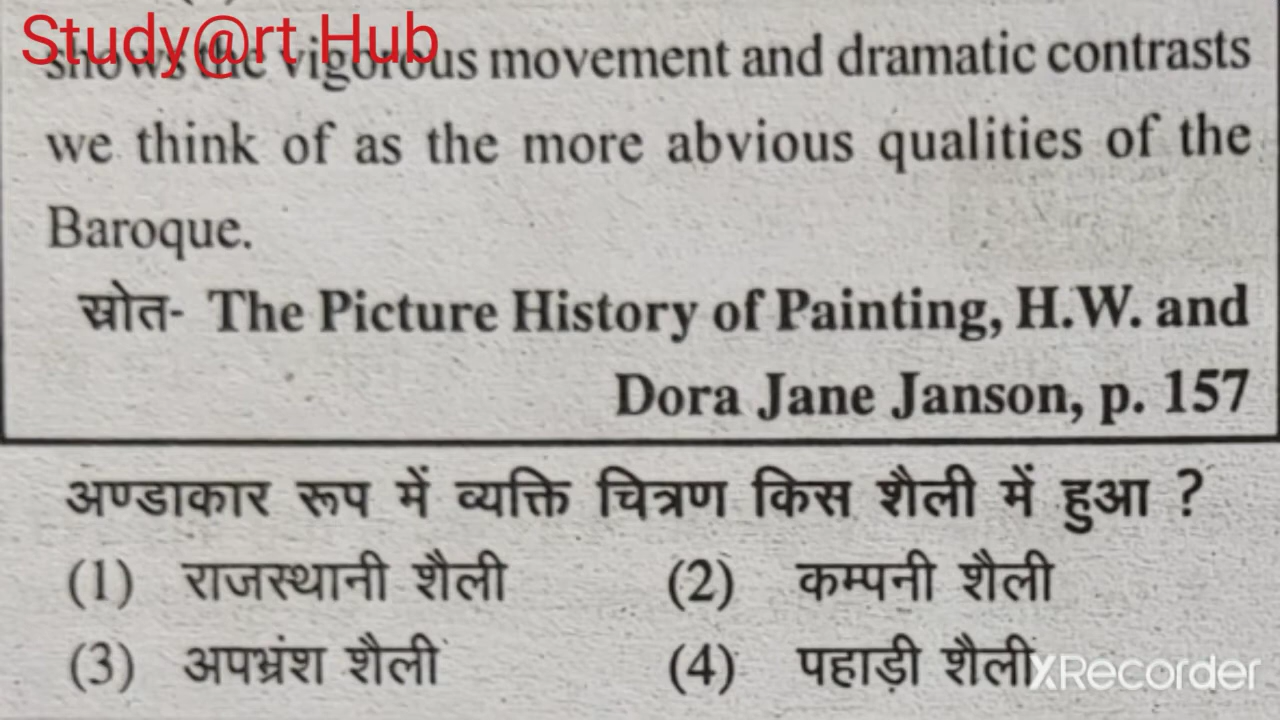 Study@rt Hub
shows the vigorous movement and dramatic contrasts
we think of as the more abvious qualities of the
Baroque.
स्रोत- The Picture History of Painting, H.W. and
Dora Jane Janson, p. 157
अण्डाकार रूप में व्यक्ति चित्रण किस शैली में हुआ ?
(1) राजस्थानी शैली (2) कम्पनी शैली
(3) अपभ्रंश शैली (4) पहाड़ी शैली
XRecorder